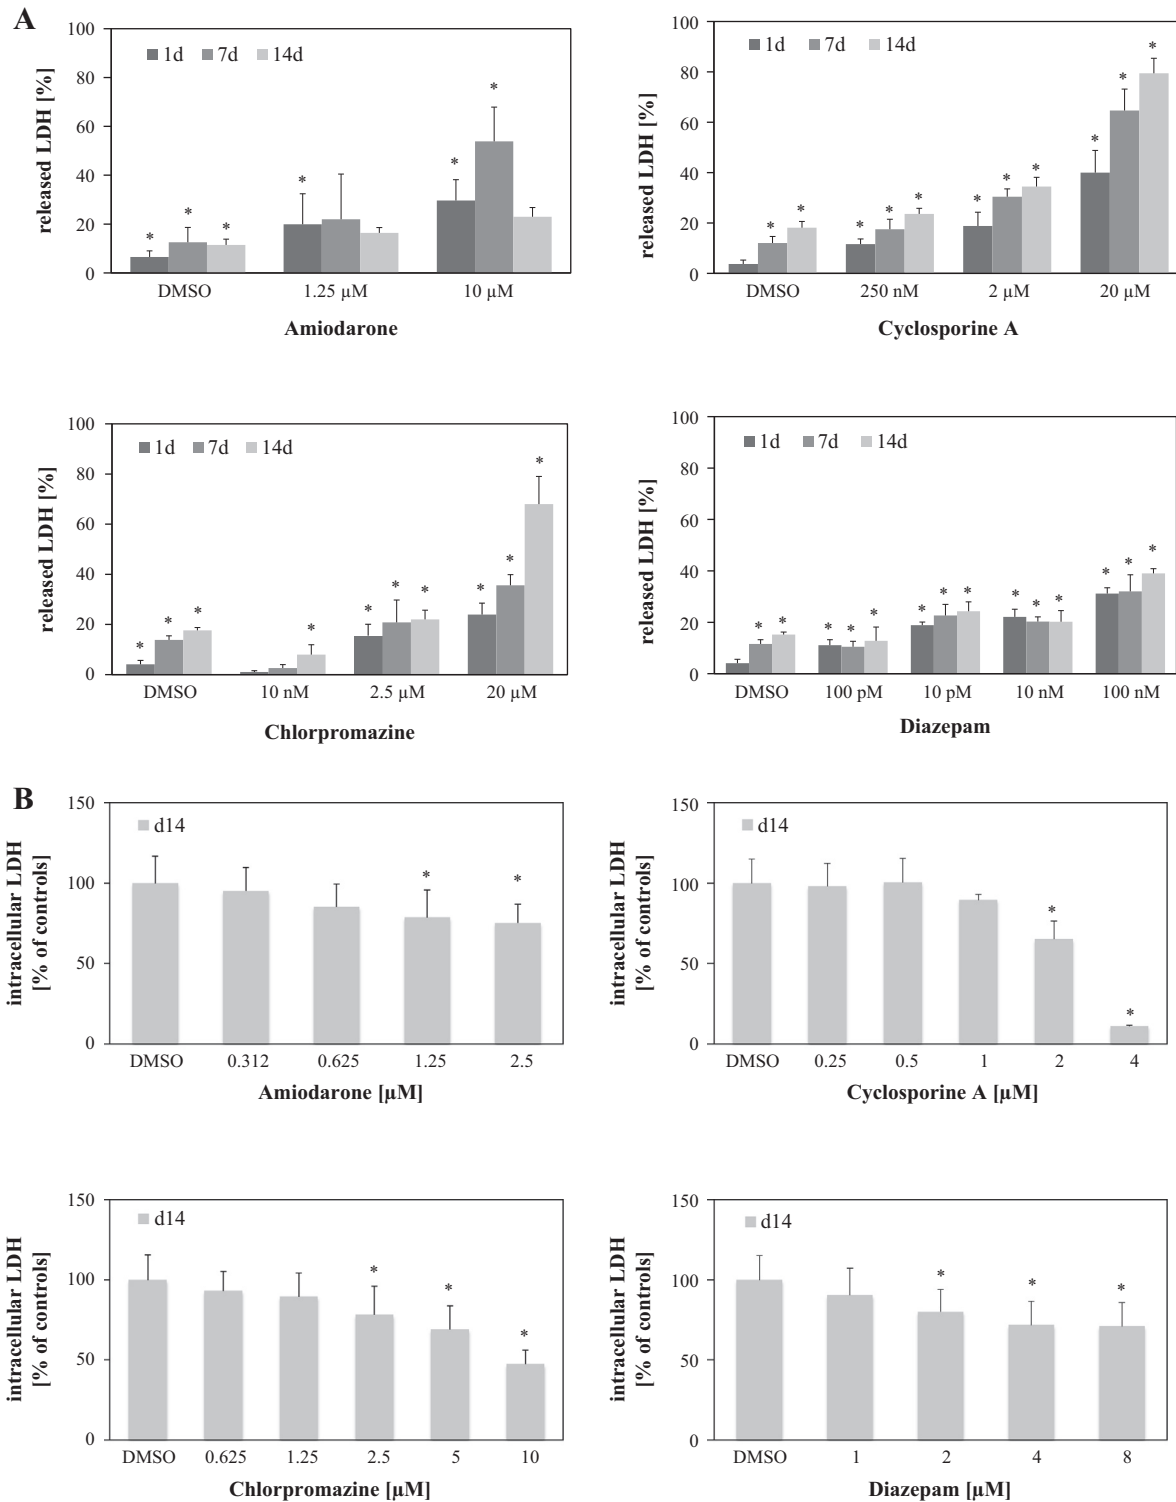 A
released LDH [%]
100
80
60
40
20
0
1d 7d 14d
* * * * * *
DMSO 1.25 µM 10 µM
Amiodarone
released LDH [%]
100
80
60
40
20
0
1d 7d 14d
* * * * * * * * * * *
DMSO 250 nM 2 µM 20 µM
Cyclosporine A
released LDH [%]
100
80
60
40
20
0
1d 7d 14d
* * * * * * * * * *
DMSO 10 nM 2.5 µM 20 µM
Chlorpromazine
released LDH [%]
100
80
60
40
20
0
1d 7d 14d
* * * * * * * * * * * * * *
DMSO 100 pM 10 pM 10 nM 100 nM
Diazepam
B
intracellular LDH
[% of controls]
150
100
50
0
d14
* *
DMSO 0.312 0.625 1.25 2.5
Amiodarone [µM]
intracellular LDH
[% of controls]
150
100
50
0
d14
* *
DMSO 0.25 0.5 1 2 4
Cyclosporine A [µM]
intracellular LDH
[% of controls]
150
100
50
0
d14
* * *
DMSO 0.625 1.25 2.5 5 10
Chlorpromazine [µM]
intracellular LDH
[% of controls]
150
100
50
0
d14
* * *
DMSO 1 2 4 8
Diazepam [µM]